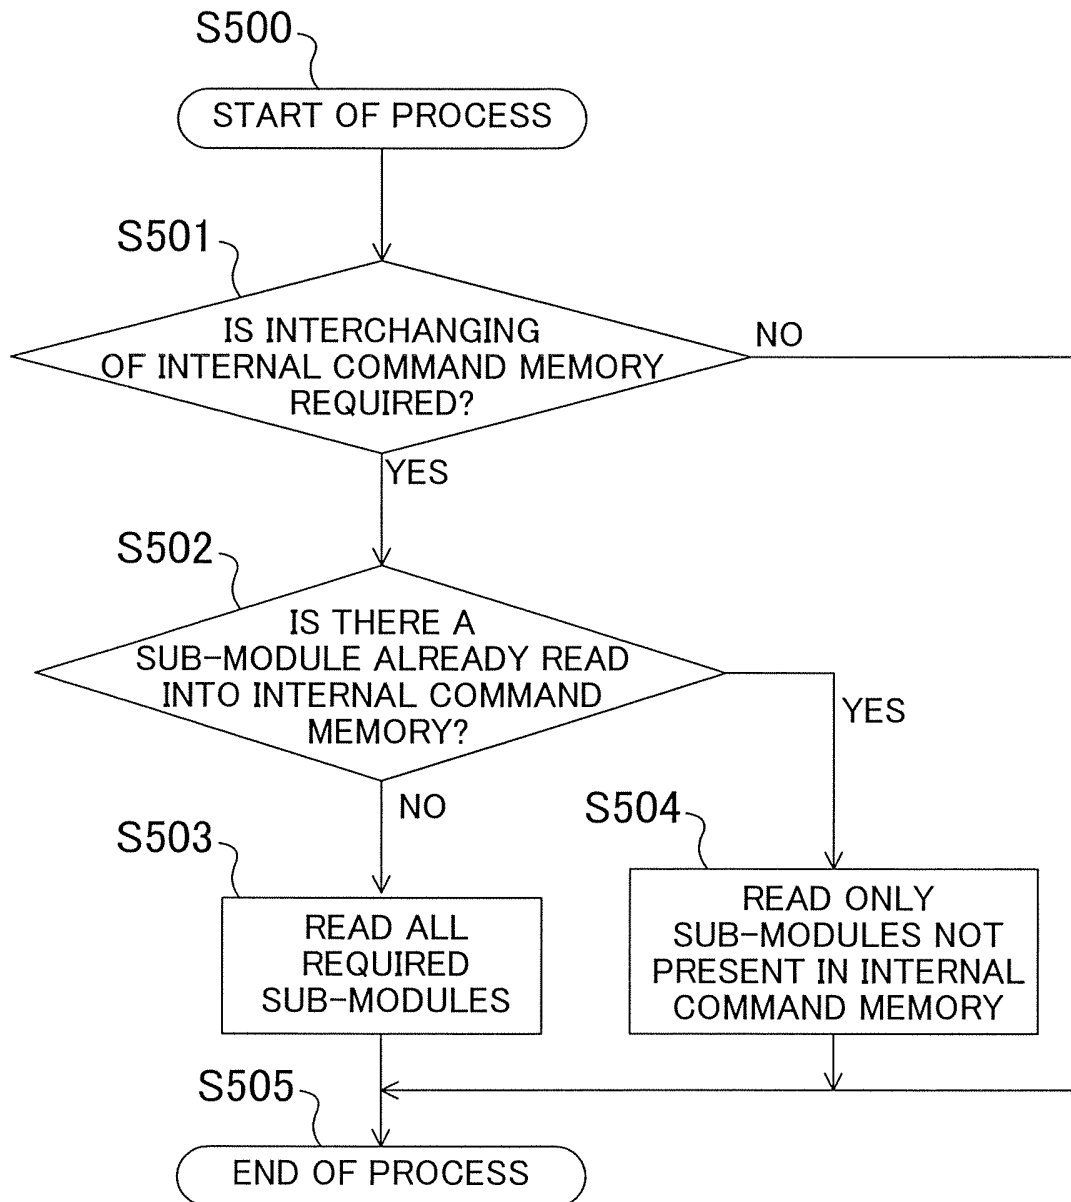 S500
START OF PROCESS
S501
IS INTERCHANGING
OF INTERNAL COMMAND MEMORY
REQUIRED?
NO
YES
S502
IS THERE A
SUB-MODULE ALREADY READ
INTO INTERNAL COMMAND
MEMORY?
YES
NO
S503
READ ALL
REQUIRED
SUB-MODULES
S504
READ ONLY
SUB-MODULES NOT
PRESENT IN INTERNAL
COMMAND MEMORY
S505
END OF PROCESS